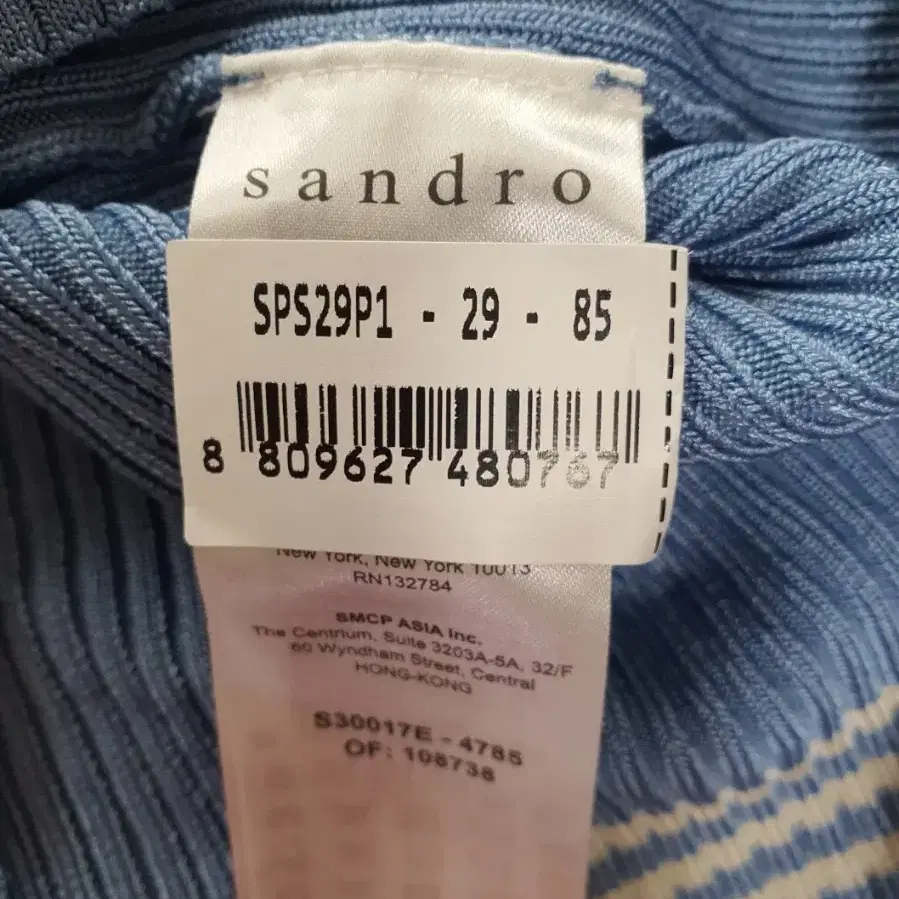 sandro
SPS29P1 - 29 - 85
8 809627 480767
New York, New York 10013
RN132784
SMCP ASIA Inc.
The Centrium, Suite 3203A-5A, 32/F
60 Wyndham Street, Central
HONG-KONG
S30017E - 4785
OF: 108738